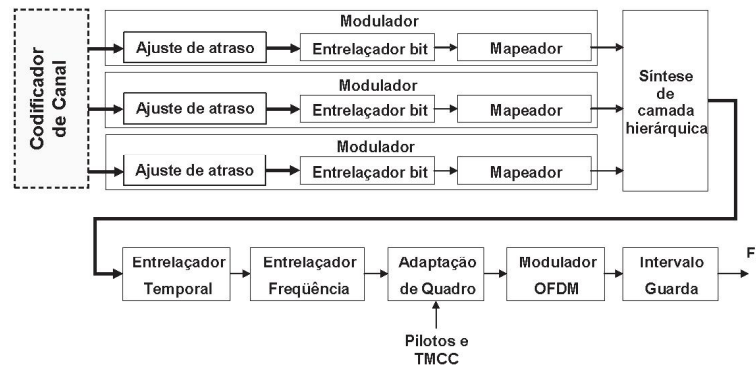 Codificador
de Canal
Modulador
Ajuste de atraso
Entrelaçador bit
Mapeador
Modulador
Ajuste de atraso
Entrelaçador bit
Mapeador
Modulador
Ajuste de atraso
Entrelaçador bit
Mapeador
Síntese
de
camada
hierárquica
Entrelaçador
Temporal
Entrelaçador
Freqüência
Adaptação
de Quadro
Modulador
OFDM
Intervalo
Guarda
F
Pilotos e
TMCC